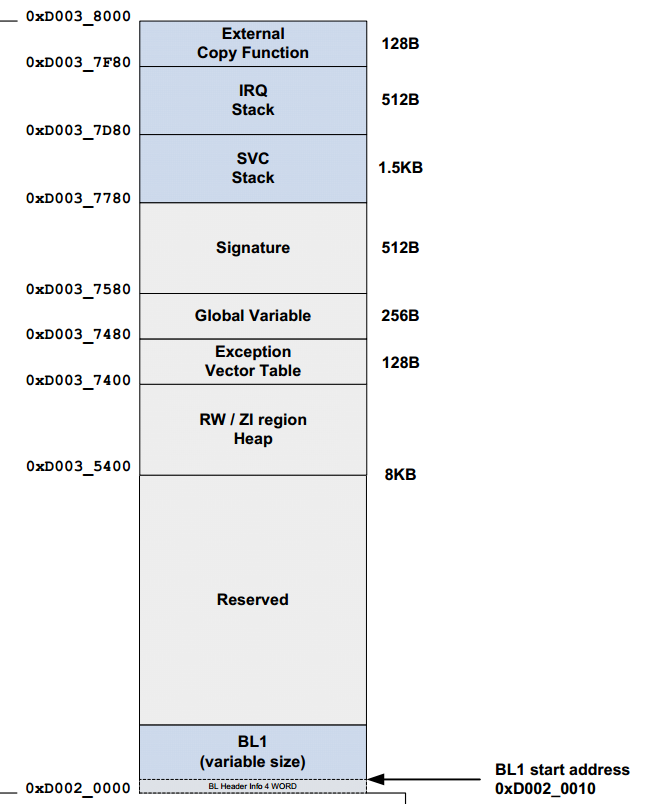 0xD003_8000
External
Copy Function
128B
0xD003_7F80
IRQ
Stack
512B
0xD003_7D80
SVC
Stack
1.5KB
0xD003_7780
Signature
512B
0xD003_7580
Global Variable
256B
0xD003_7480
Exception
Vector Table
128B
0xD003_7400
RW / ZI region
Heap
0xD003_5400
8KB
Reserved
BL1
(variable size)
BL1 start address
0xD002_0010
BL Header Info 4 WORD
0xD002_0000